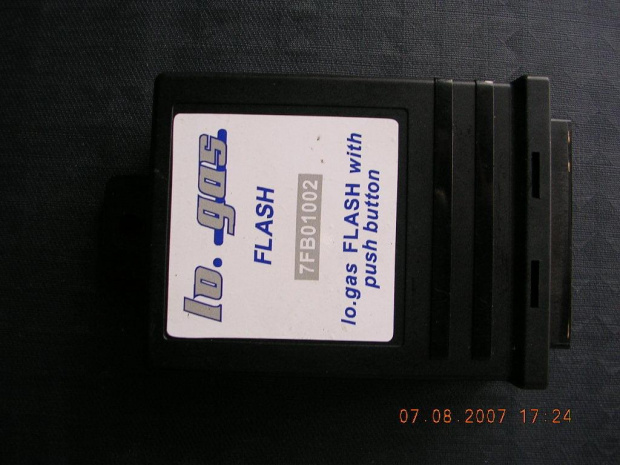 lo.gas.
FLASH
7FB01002
lo.gas FLASH with
push button
07.08.2007 17:24